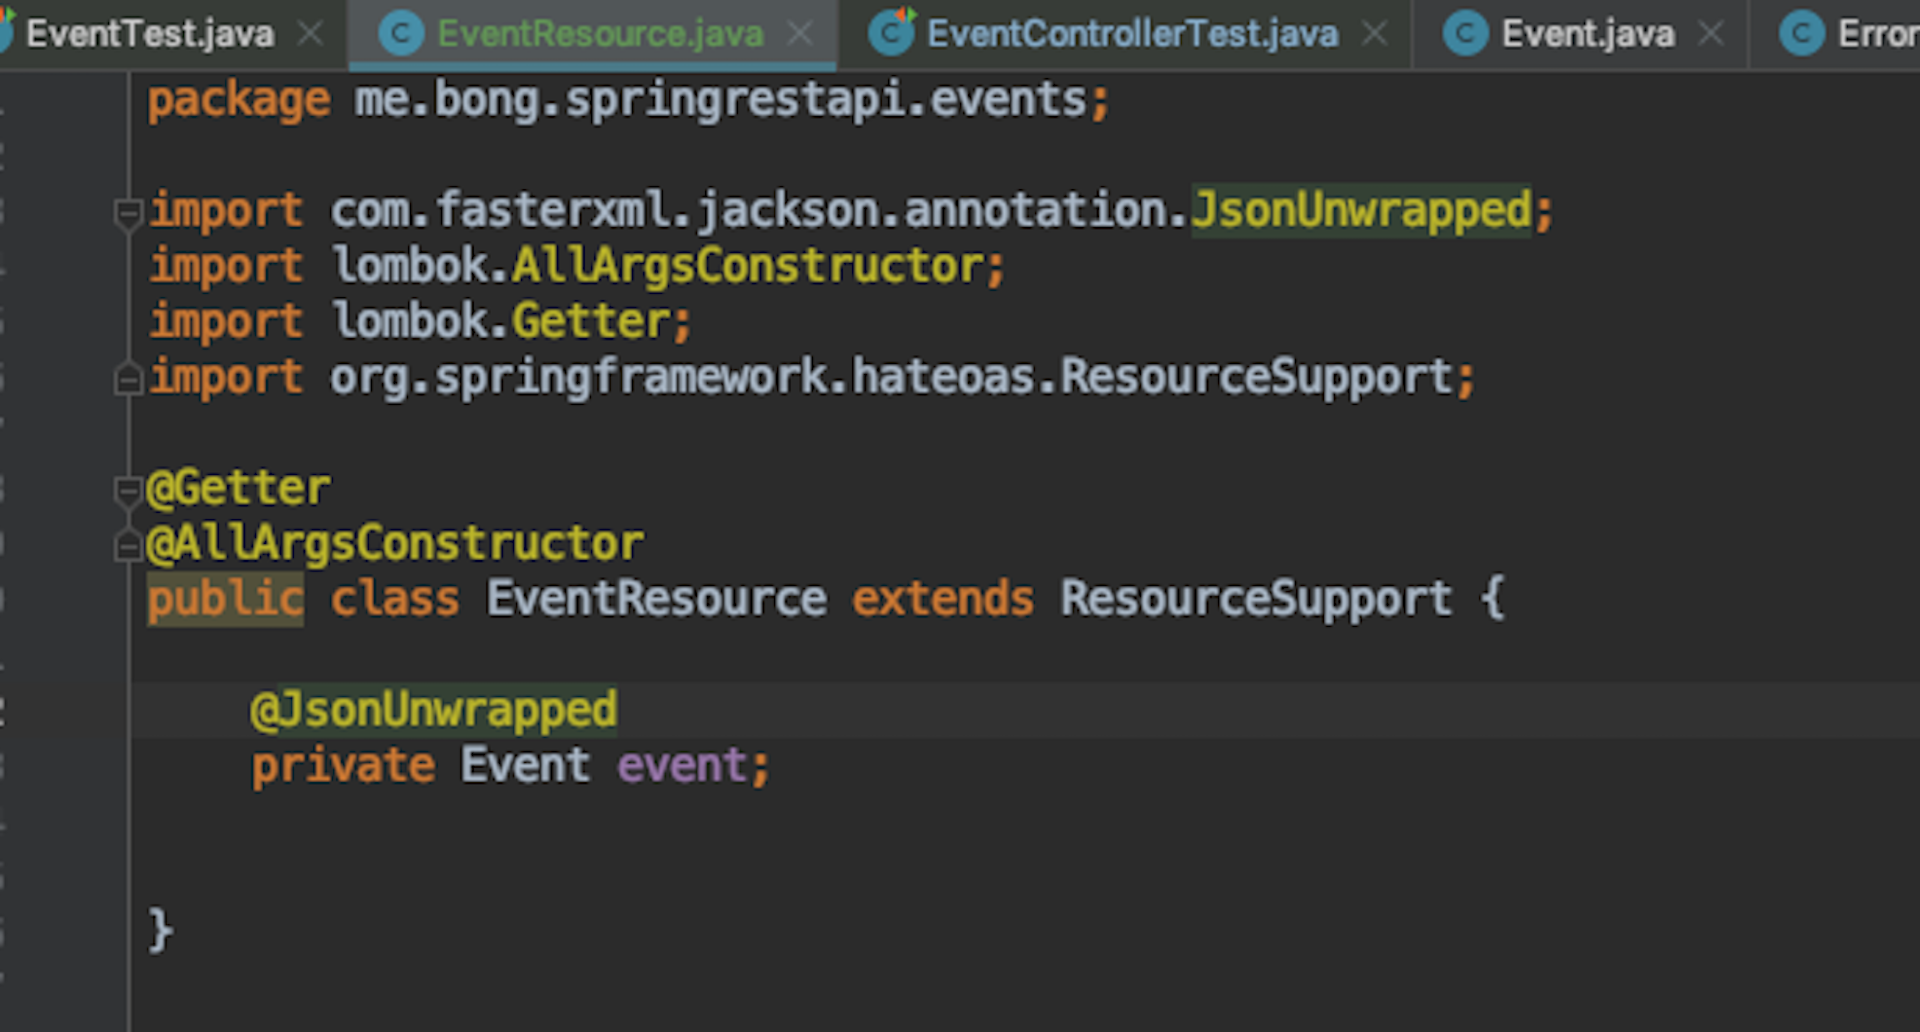 EventTest.java EventResource.java EventControllerTest.java Event.java Error
package me.bong.springrestapi.events;
import com.fasterxml.jackson.annotation.JsonUnwrapped;
import lombok.AllArgsConstructor;
import lombok.Getter;
import org.springframework.hateoas.ResourceSupport;
@Getter
@AllArgsConstructor
public class EventResource extends ResourceSupport {
@JsonUnwrapped
private Event event;
}